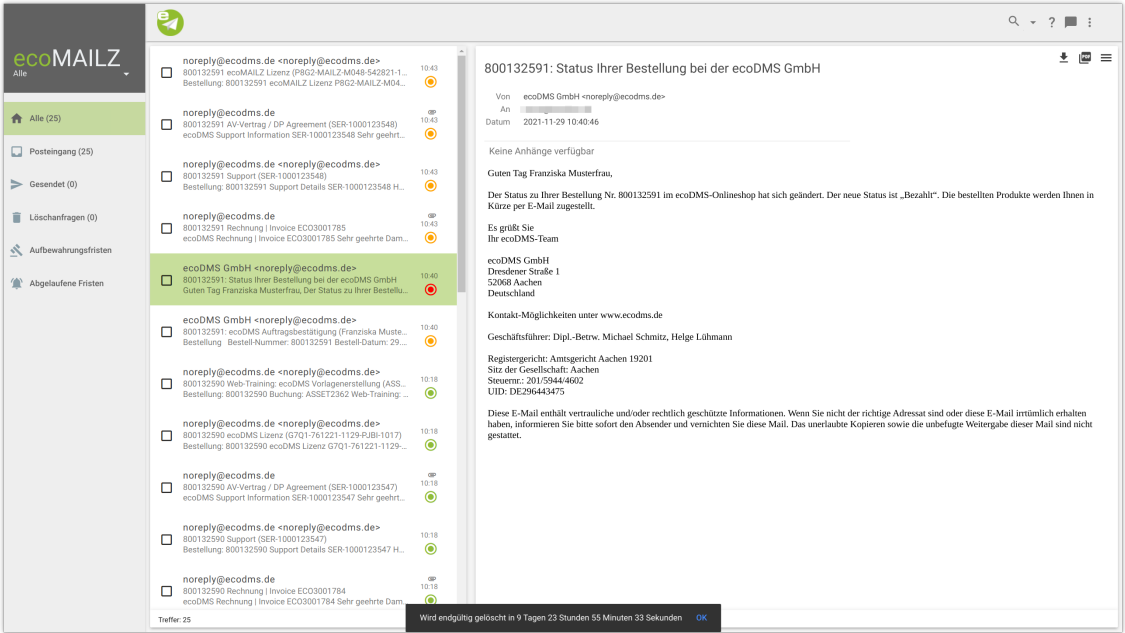 ecoMAILZ
Alle
Alle (25)
Posteingang (25)
Gesendet (0)
Löschanfragen (0)
Aufbewahrungsfristen
Abgelaufene Fristen
noreply@ecodms.de <noreply@ecodms.de>
800132591 ecoMAILZ Lizenz (P8G2-MAILZ-M048-542821-1...
10:43
Bestellung: 800132591 ecoMAILZ Lizenz P8G2-MAILZ-M04...
noreply@ecodms.de
800132591 AV-Vertrag / DP Agreement (SER-1000123548)
10:43
ecoDMS Support Information SER-1000123548 Sehr geehrt...
noreply@ecodms.de <noreply@ecodms.de>
800132591 Support (SER-1000123548)
10:43
Bestellung: 800132591 Support Details SER-1000123548 H...
noreply@ecodms.de
800132591 Rechnung | Invoice ECO3001785
10:43
ecoDMS Rechnung | Invoice ECO3001785 Sehr geehrte Dam...
ecoDMS GmbH <noreply@ecodms.de>
800132591: Status Ihrer Bestellung bei der ecoDMS GmbH
10:40
Guten Tag Franziska Musterfrau, Der Status zu Ihrer Bestellu...
ecoDMS GmbH <noreply@ecodms.de>
800132591: ecoDMS Auftragsbestätigung (Franziska Muste...
10:40
Bestellung Bestell-Nummer: 800132591 Bestell-Datum: 29....
noreply@ecodms.de <noreply@ecodms.de>
800132590 Web-Training: ecoDMS Vorlagenerstellung (ASS...
10:18
Bestellung: 800132590 Buchung: ASSET2362 Web-Training: ...
noreply@ecodms.de <noreply@ecodms.de>
800132590 ecoDMS Lizenz (G7Q1-761221-1129-PJBI-1017)
10:18
Bestellung: 800132590 ecoDMS Lizenz G7Q1-761221-1129-...
noreply@ecodms.de
800132590 AV-Vertrag / DP Agreement (SER-1000123547)
10:18
ecoDMS Support Information SER-1000123547 Sehr geehrt...
noreply@ecodms.de <noreply@ecodms.de>
800132590 Support (SER-1000123547)
10:18
Bestellung: 800132590 Support Details SER-1000123547 H...
noreply@ecodms.de
800132590 Rechnung | Invoice ECO3001784
10:18
ecoDMS Rechnung | Invoice ECO3001784 Sehr geehrte Dam...
Treffer: 25
PDF
800132591: Status Ihrer Bestellung bei der ecoDMS GmbH
Von ecoDMS GmbH <noreply@ecodms.de>
An
Datum 2021-11-29 10:40:46
Keine Anhänge verfügbar
Guten Tag Franziska Musterfrau,
Der Status zu Ihrer Bestellung Nr. 800132591 im ecoDMS-Onlineshop hat sich geändert. Der neue Status ist „Bezahlt“. Die bestellten Produkte werden Ihnen in
Kürze per E-Mail zugestellt.
Es grüßt Sie
Ihr ecoDMS-Team
ecoDMS GmbH
Dresdener Straße 1
52068 Aachen
Deutschland
Kontakt-Möglichkeiten unter www.ecodms.de
Geschäftsführer: Dipl.-Betrw. Michael Schmitz, Helge Lühmann
Registergericht: Amtsgericht Aachen 19201
Sitz der Gesellschaft: Aachen
Steuernr.: 201/5944/4602
UID: DE296443475
Diese E-Mail enthält vertrauliche und/oder rechtlich geschützte Informationen. Wenn Sie nicht der richtige Adressat sind oder diese E-Mail irrtümlich erhalten
haben, informieren Sie bitte sofort den Absender und vernichten Sie diese Mail. Das unerlaubte Kopieren sowie die unbefugte Weitergabe dieser Mail sind nicht
gestattet.
Wird endgültig gelöscht in 9 Tagen 23 Stunden 55 Minuten 33 Sekunden OK